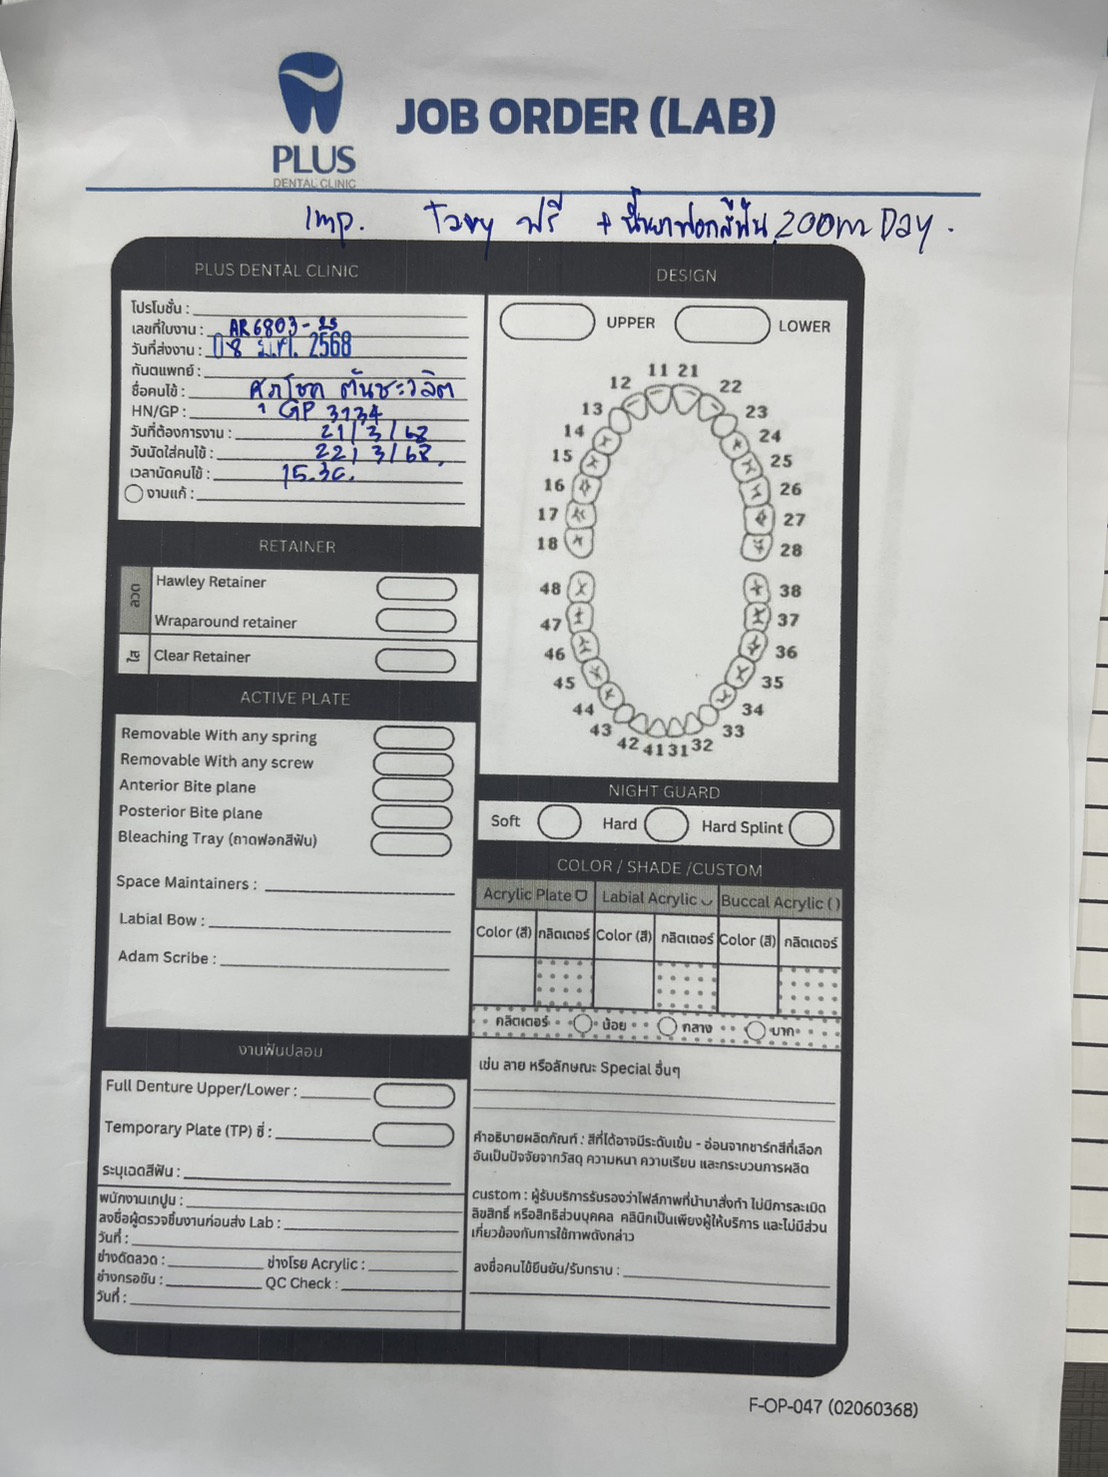 PLUS
DENTAL CLINIC
JOB ORDER (LAB)
Imp. ฟรี + น้ำยาฟอกสีฟัน Zoom Day.
PLUS DENTAL CLINIC
โปรโมชั่น :
เลขที่ใบงาน : AR6803-25
วันที่ส่งงาน : 08 มี.ค. 2568
ทันตแพทย์ :
ชื่อคนไข้ : ศุภโชค ตันชะวลิต
HN/GP : GP 3134
วันที่ต้องการงาน : 21/3/68
วันนัดใส่คนไข้ : 22/3/68
เวลานัดคนไข้ : 15.30.
งานแก้ :
RETAINER
ลวด
Hawley Retainer
Wraparound retainer
ใส
Clear Retainer
ACTIVE PLATE
Removable With any spring
Removable With any screw
Anterior Bite plane
Posterior Bite plane
Bleaching Tray (ถาดฟอกสีฟัน)
Space Maintainers :
Labial Bow :
Adam Scribe :
งานฟันปลอม
Full Denture Upper/Lower :
Temporary Plate (TP) ซี่ :
ระบุเฉดสีฟัน :
พนักงานเทปูน :
ลงชื่อผู้ตรวจชิ้นงานก่อนส่ง Lab :
วันที่ :
ช่างดัดลวด : ช่างโรย Acrylic :
ช่างกรอขัน : QC Check :
วันที่ :
DESIGN
UPPER LOWER
11 21
12 22
13 23
14 24
15 25
16 26
17 27
18 28
48 38
47 37
46 36
45 35
44 34
43 33
42 41 31 32
NIGHT GUARD
Soft Hard Hard Splint
COLOR / SHADE /CUSTOM
Acrylic Plate Labial Acrylic Buccal Acrylic ( )
Color (สี) กลิตเตอร์ Color (สี) กลิตเตอร์ Color (สี) กลิตเตอร์
กลิตเตอร์ น้อย กลาง มาก
เช่น ลาย หรือลักษณะ Special อื่นๆ
คำอธิบายผลิตภัณฑ์ : สีที่ได้อาจมีระดับเข้ม - อ่อนจากชาร์ทสีที่เลือก
อันเป็นปัจจัยจากวัสดุ ความหนา ความเรียบ และกระบวนการผลิต
custom : ผู้รับบริการรับรองว่าไฟล์ภาพที่นำมาสั่งทำ ไม่มีการละเมิด
ลิขสิทธิ์ หรือสิทธิส่วนบุคคล คลินิกเป็นเพียงผู้ให้บริการ และไม่มีส่วน
เกี่ยวข้องกับการใช้ภาพดังกล่าว
ลงชื่อคนไข้ยืนยัน/รับทราบ :
F-OP-047 (02060368)